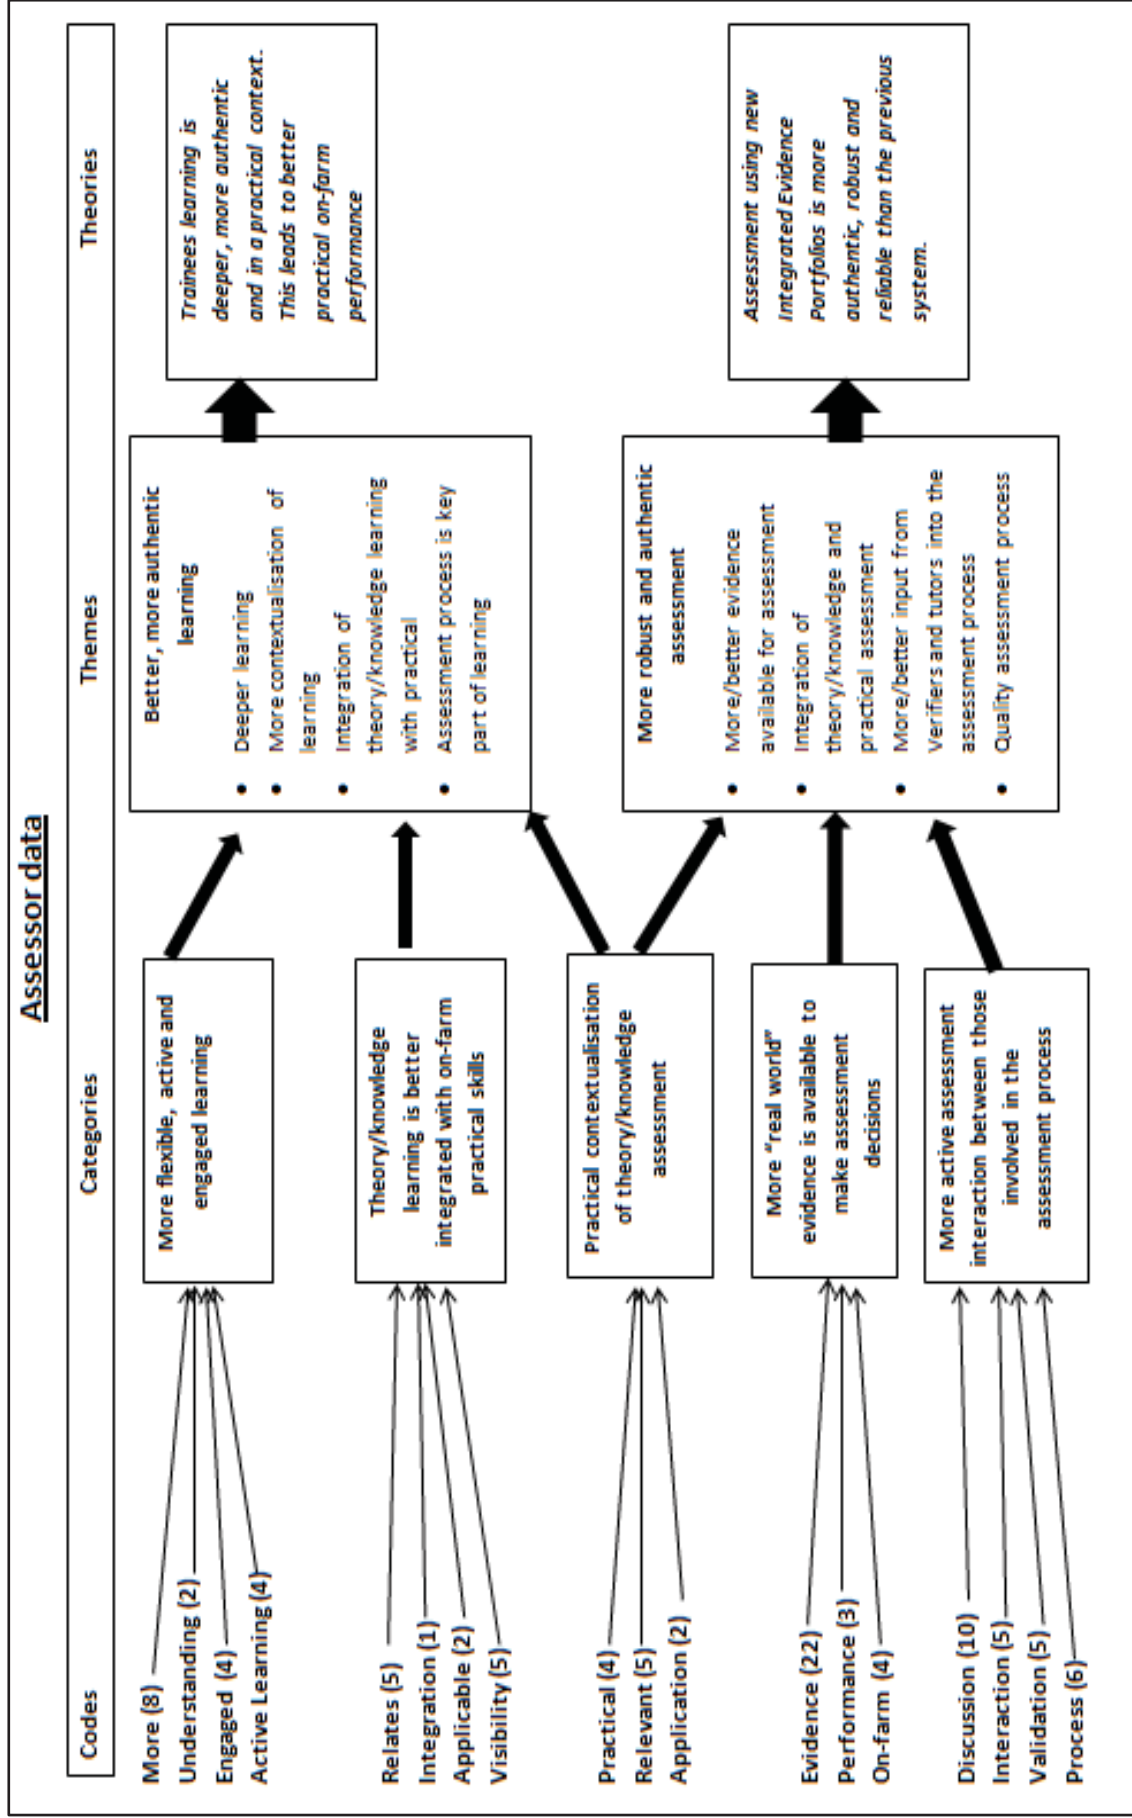 Assessor data
Codes
Categories
Themes
Theories
More (8)
Understanding (2)
Engaged (4)
Active Learning (4)
Relates (5)
Integration (1)
Applicable (2)
Visibility (5)
Practical (4)
Relevant (5)
Application (2)
Evidence (22)
Performance (3)
On-farm (4)
Discussion (10)
Interaction (5)
Validation (5)
Process (6)
More flexible, active and
engaged learning
Theory/knowledge
learning is better
integrated with on-farm
practical skills
Practical contextualisation
of theory/knowledge
assessment
More “real world”
evidence is available to
make assessment
decisions
More active assessment
interaction between those
involved in the
assessment process
Better, more authentic
learning
• Deeper learning
• More contextualisation of
learning
• Integration of
theory/knowledge learning
with practical
• Assessment process is key
part of learning
More robust and authentic
assessment
• More/better evidence
available for assessment
• Integration of
theory/knowledge and
practical assessment
• More/better input from
Verifiers and tutors into the
assessment process
• Quality assessment process
Trainees learning is
deeper, more authentic
and in a practical context.
This leads to better
practical on-farm
performance
Assessment using new
Integrated Evidence
Portfolios is more
authentic, robust and
reliable than the previous
system.